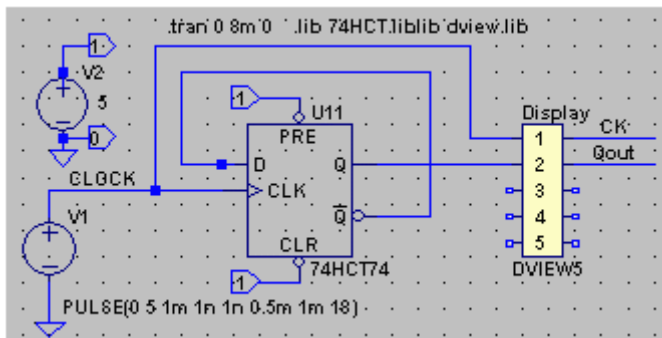 .tran 0 8m 0 .lib 74HCT.lib lib dview.lib
1
V2
5
0
1
U11
PRE
D
Q
CLK
Q
CLR
74HCT74
1
CLOCK
V1
PULSE(0 5 1m 1n 1n 0.5m 1m 18)
Display
1
CK
2
Qout
3
4
5
DVIEW5